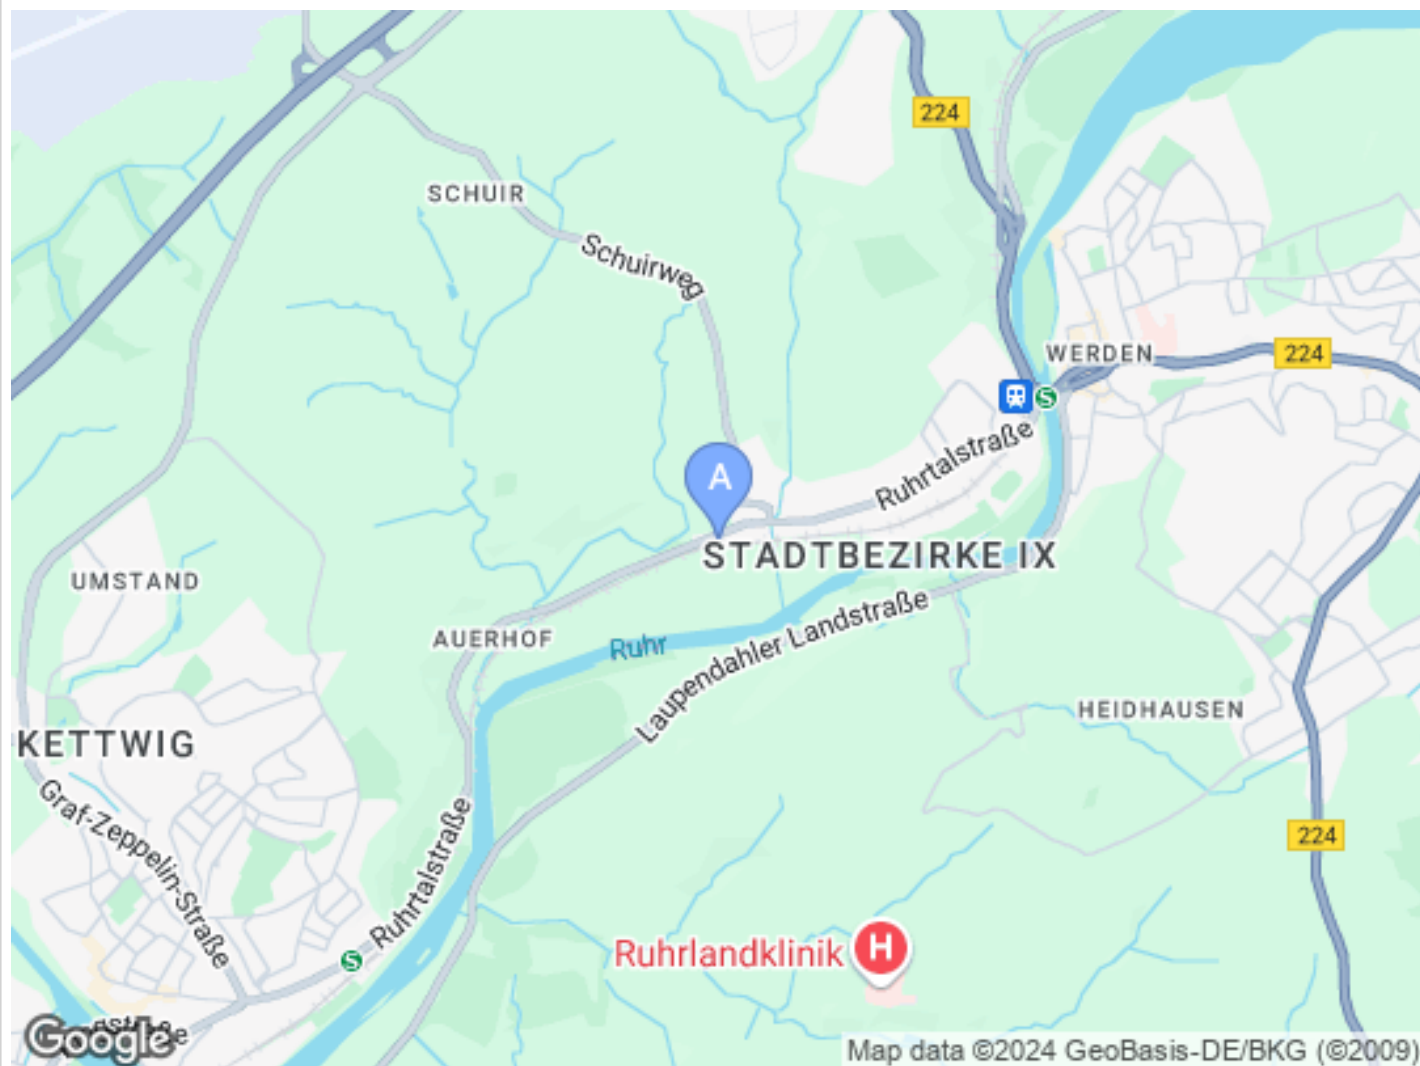 224
SCHUIR
Schuirweg
WERDEN
224
S
Ruhrtalstraße
A
STADTBEZIRKE IX
UMSTAND
AUERHOF
Ruhr
Laupendahler Landstraße
HEIDHAUSEN
KETTWIG
Graf-Zeppelin-Straße
Ruhrtalstraße
224
S
Ruhrlandklinik
H
Google
Map data ©2024 GeoBasis-DE/BKG (©2009)